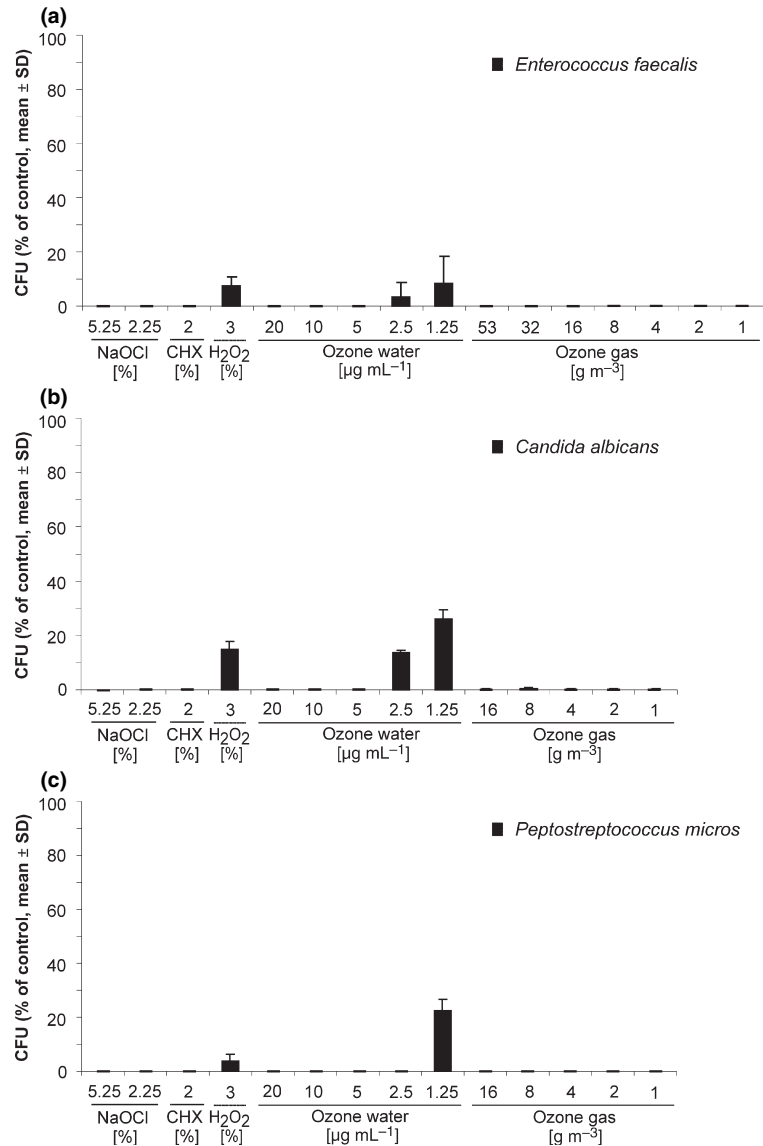 (a)
CFU (% of control, mean ± SD)
100
80
60
40
20
0
Enterococcus faecalis
5.25 2.25 2 3 20 10 5 2.5 1.25 53 32 16 8 4 2 1
NaOCl CHX H₂O₂ Ozone water Ozone gas
[%] [%] [%] [µg mL⁻¹] [g m⁻³]
(b)
CFU (% of control, mean ± SD)
100
80
60
40
20
0
Candida albicans
5.25 2.25 2 3 20 10 5 2.5 1.25 16 8 4 2 1
NaOCl CHX H₂O₂ Ozone water Ozone gas
[%] [%] [%] [µg mL⁻¹] [g m⁻³]
(c)
CFU (% of control, mean ± SD)
100
80
60
40
20
0
Peptostreptococcus micros
5.25 2.25 2 3 20 10 5 2.5 1.25 16 8 4 2 1
NaOCl CHX H₂O₂ Ozone water Ozone gas
[%] [%] [%] [µg mL⁻¹] [g m⁻³]